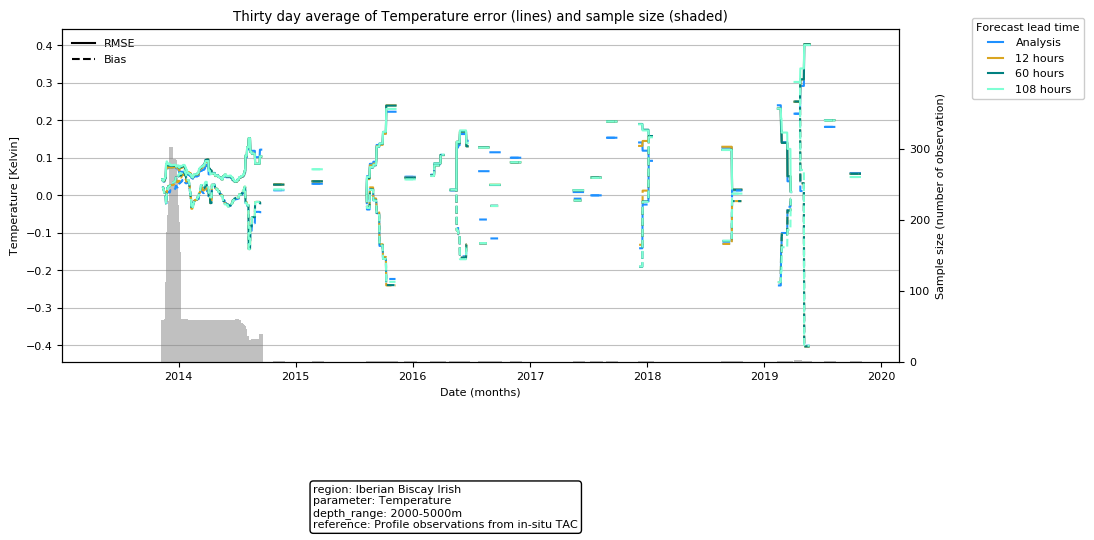 Thirty day average of Temperature error (lines) and sample size (shaded)
Forecast lead time
Analysis
12 hours
60 hours
108 hours
RMSE
Bias
0.4
0.3
0.2
0.1
0.0
−0.1
−0.2
−0.3
−0.4
Temperature [Kelvin]
300
200
100
0
Sample size (number of observation)
2014 2015 2016 2017 2018 2019 2020
Date (months)
region: Iberian Biscay Irish
parameter: Temperature
depth_range: 2000-5000m
reference: Profile observations from in-situ TAC